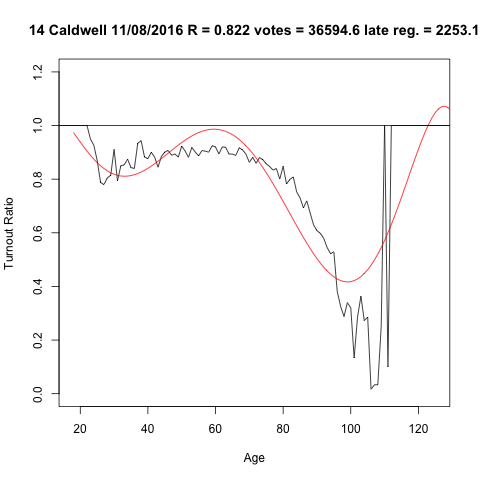 14 Caldwell 11/08/2016 R = 0.822 votes = 36594.6 late reg. = 2253.1
Turnout Ratio
1.2
1.0
0.8
0.6
0.4
0.2
0.0
20 40 60 80 100 120
Age